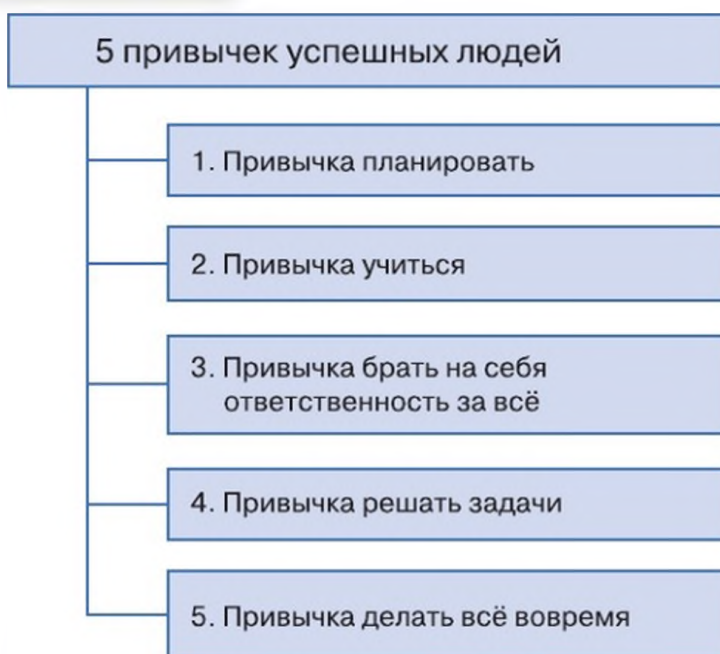 5 привычек успешных людей
1. Привычка планировать
2. Привычка учиться
3. Привычка брать на себя
ответственность за всё
4. Привычка решать задачи
5. Привычка делать всё вовремя